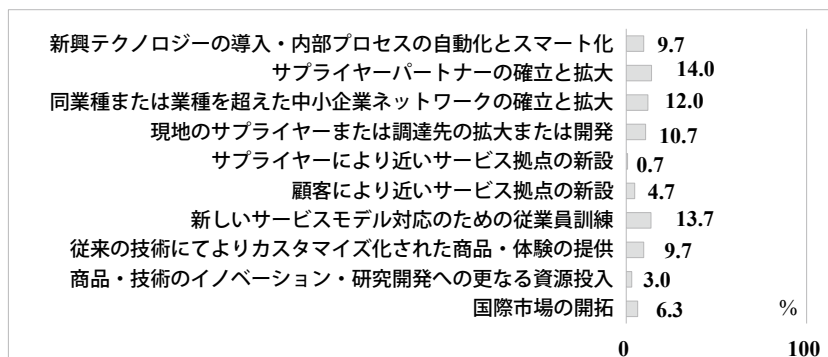 新興テクノロジーの導入・内部プロセスの自動化とスマート化 9.7
サプライヤーパートナーの確立と拡大 14.0
同業種または業種を超えた中小企業ネットワークの確立と拡大 12.0
現地のサプライヤーまたは調達先の拡大または開発 10.7
サプライヤーにより近いサービス拠点の新設 0.7
顧客により近いサービス拠点の新設 4.7
新しいサービスモデル対応のための従業員訓練 13.7
従来の技術にてよりカスタマイズ化された商品・体験の提供 9.7
商品・技術のイノベーション・研究開発への更なる資源投入 3.0
国際市場の開拓 6.3 %
0 100